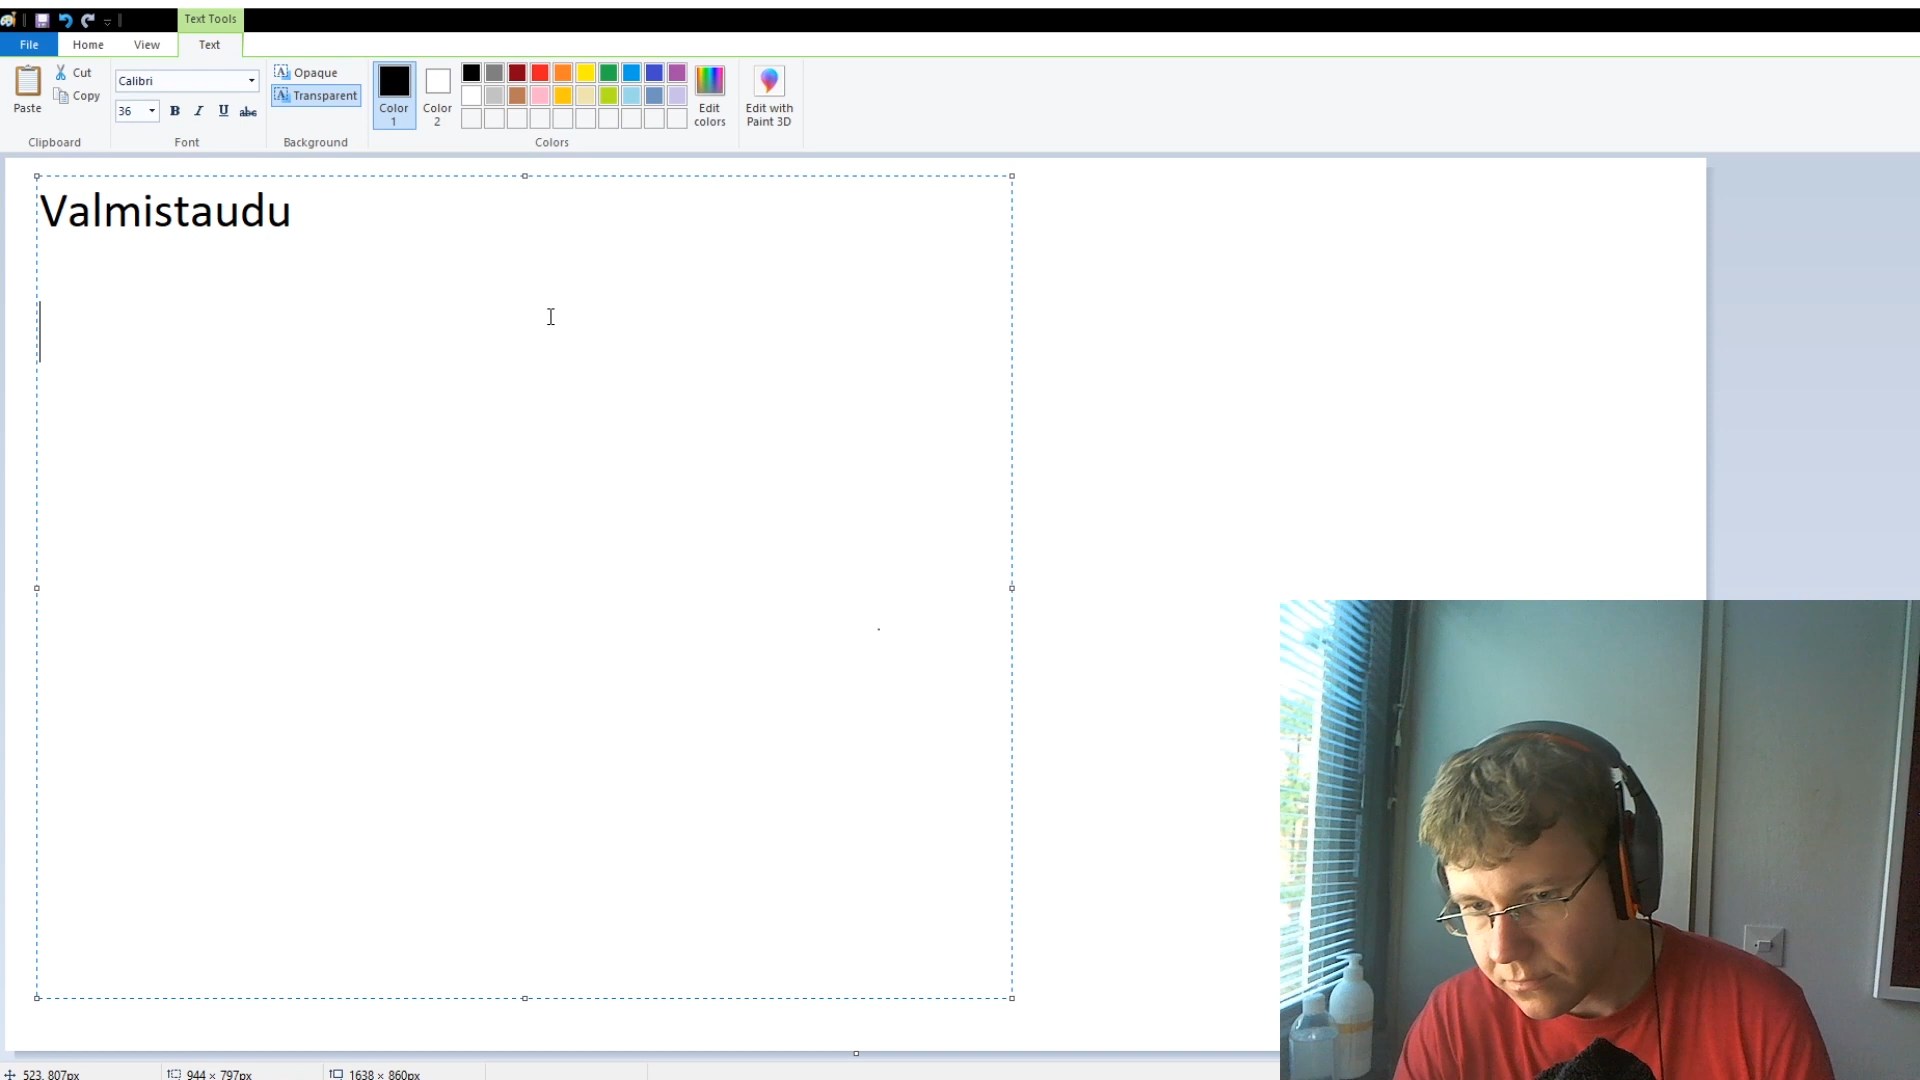 Text Tools
File Home View Text
Paste Cut Copy Calibri 36 B I U abc Opaque Transparent Color 1 Color 2 Edit colors Edit with Paint 3D
Clipboard Font Background Colors
Valmistaudu
523, 807px 944 × 797px 1638 × 860px